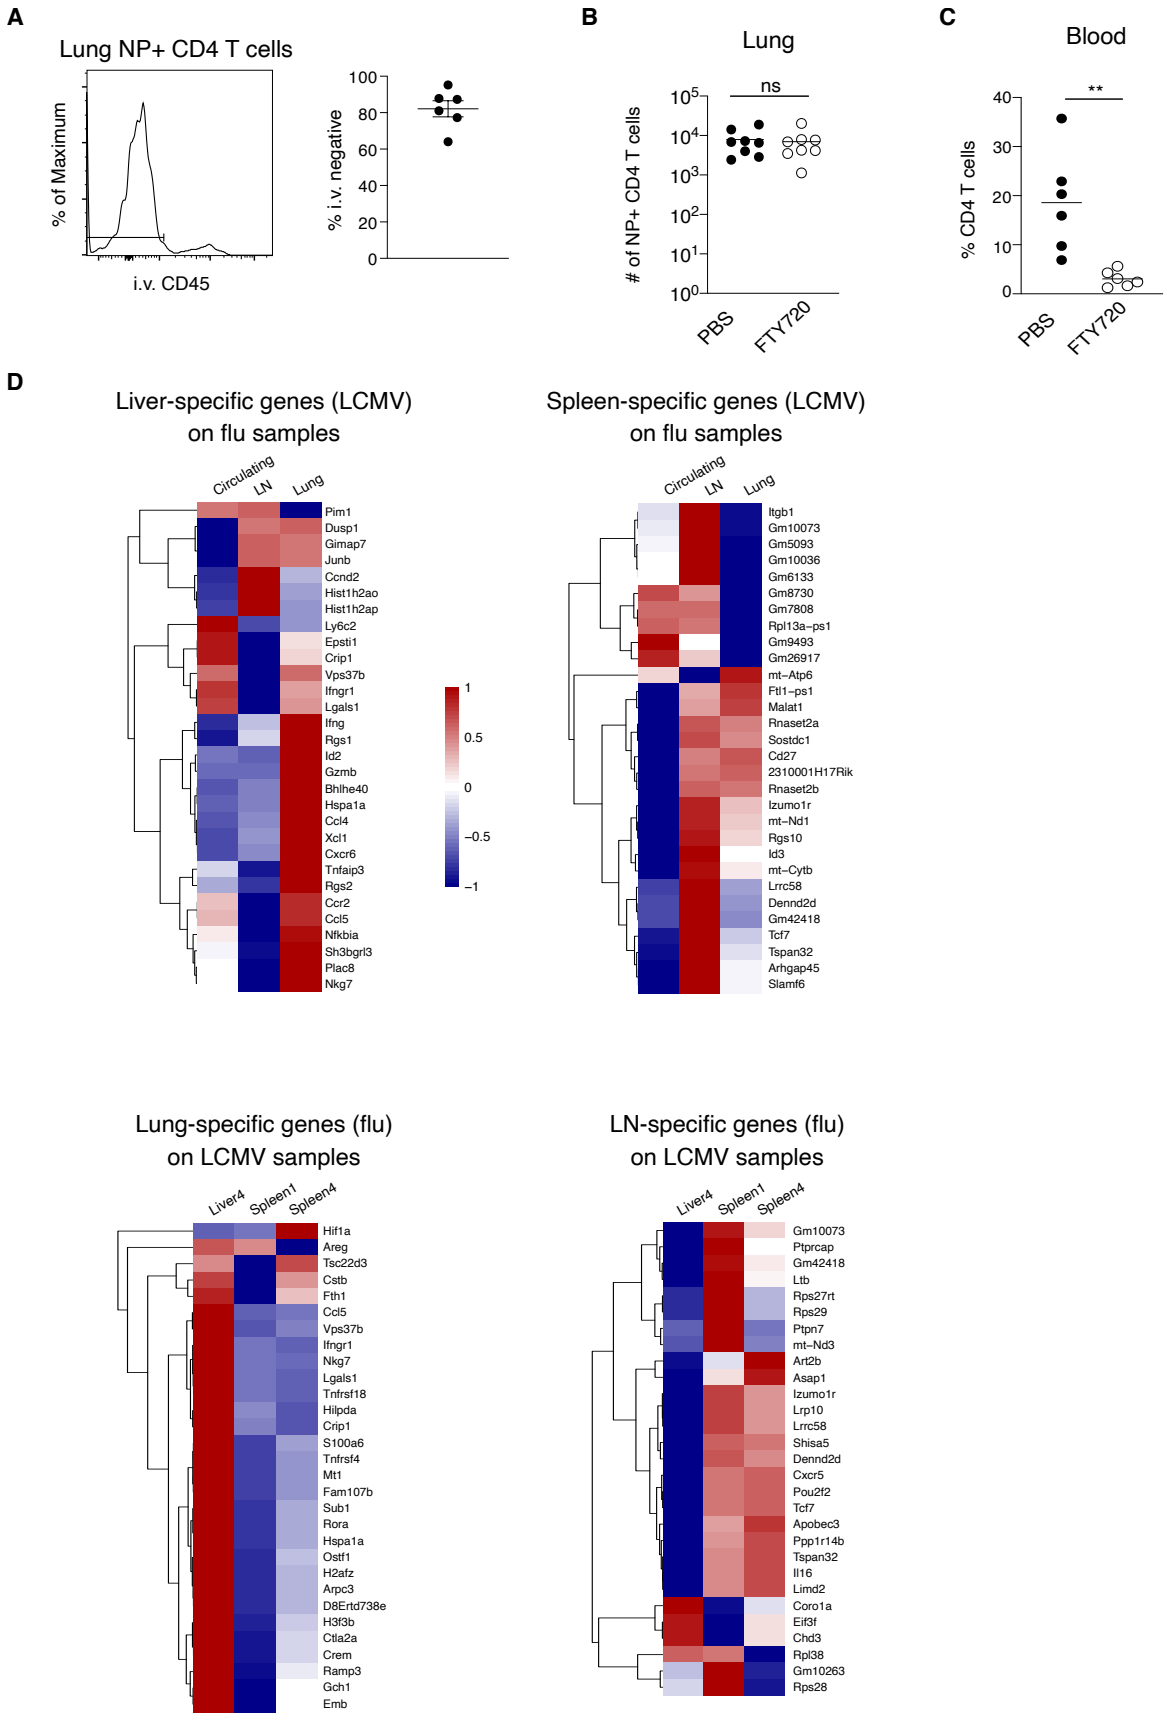 A
Lung NP+ CD4 T cells
% of Maximum
i.v. CD45
% i.v. negative
100
80
60
40
20
0
B
Lung
ns
# of NP+ CD4 T cells
10^5
10^4
10^3
10^2
10^1
10^0
PBS
FTY720
C
Blood
**
% CD4 T cells
40
30
20
10
0
PBS
FTY720
D
Liver-specific genes (LCMV)
on flu samples
Circulating
LN
Lung
Pim1
Dusp1
Gimap7
Junb
Ccnd2
Hist1h2ao
Hist1h2ap
Ly6c2
Epsti1
Crip1
Vps37b
Ifngr1
Lgals1
Ifng
Rgs1
Id2
Gzmb
Bhlhe40
Hspa1a
Ccl4
Xcl1
Cxcr6
Tnfaip3
Rgs2
Ccr2
Ccl5
Nfkbia
Sh3bgrl3
Plac8
Nkg7
1
0.5
0
−0.5
−1
Spleen-specific genes (LCMV)
on flu samples
Circulating
LN
Lung
Itgb1
Gm10073
Gm5093
Gm10036
Gm6133
Gm8730
Gm7808
Rpl13a-ps1
Gm9493
Gm26917
mt−Atp6
Ftl1−ps1
Malat1
Rnaset2a
Sostdc1
Cd27
2310001H17Rik
Rnaset2b
Izumo1r
mt−Nd1
Rgs10
Id3
mt−Cytb
Lrrc58
Dennd2d
Gm42418
Tcf7
Tspan32
Arhgap45
Slamf6
Lung-specific genes (flu)
on LCMV samples
Liver4
Spleen1
Spleen4
Hif1a
Areg
Tsc22d3
Cstb
Fth1
Ccl5
Vps37b
Ifngr1
Nkg7
Lgals1
Tnfrsf18
Hilpda
Crip1
S100a6
Tnfrsf4
Mt1
Fam107b
Sub1
Rora
Hspa1a
Ostf1
H2afz
Arpc3
D8Ertd738e
H3f3b
Ctla2a
Crem
Ramp3
Gch1
Emb
LN-specific genes (flu)
on LCMV samples
Liver4
Spleen1
Spleen4
Gm10073
Ptprcap
Gm42418
Ltb
Rps27rt
Rps29
Ptpn7
mt−Nd3
Art2b
Asap1
Izumo1r
Lrp10
Lrrc58
Shisa5
Dennd2d
Cxcr5
Pou2f2
Tcf7
Apobec3
Ppp1r14b
Tspan32
Il16
Limd2
Coro1a
Eif3f
Chd3
Rpl38
Gm10263
Rps28